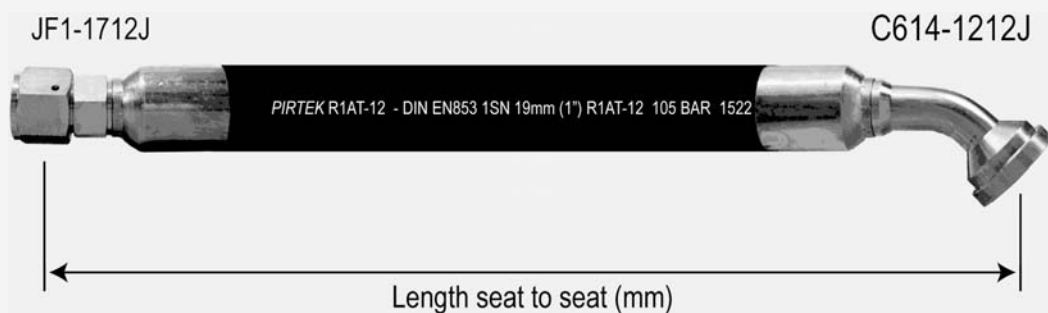 JF1-1712J
C614-1212J
PIRTEK R1AT-12 - DIN EN853 1SN 19mm (1") R1AT-12 105 BAR 1522
Length seat to seat (mm)